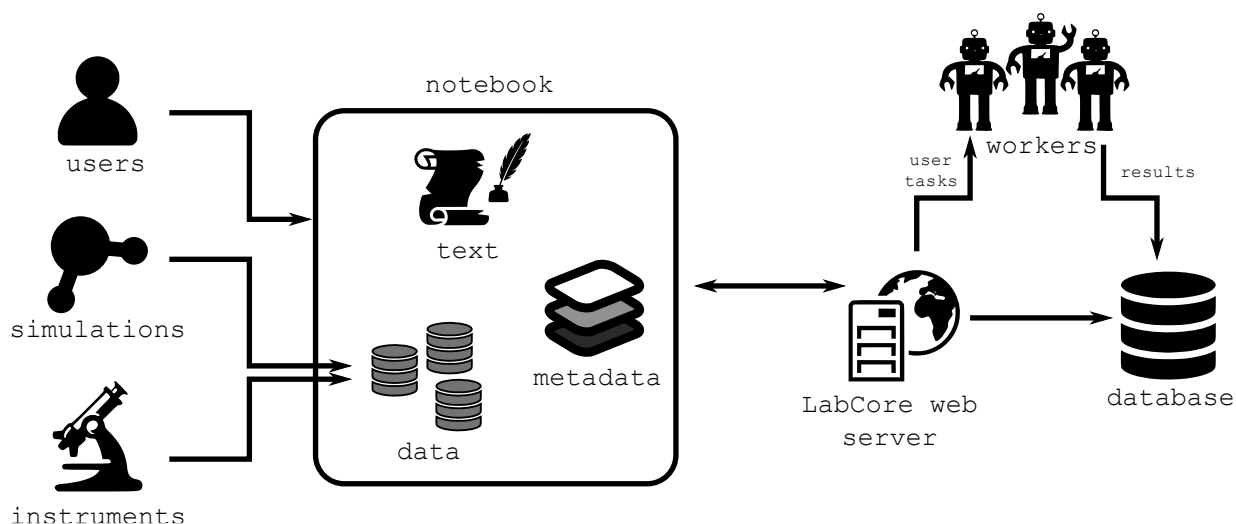 notebook
users
text
simulations
metadata
data
instruments
workers
user
tasks
results
LabCore web
server
database